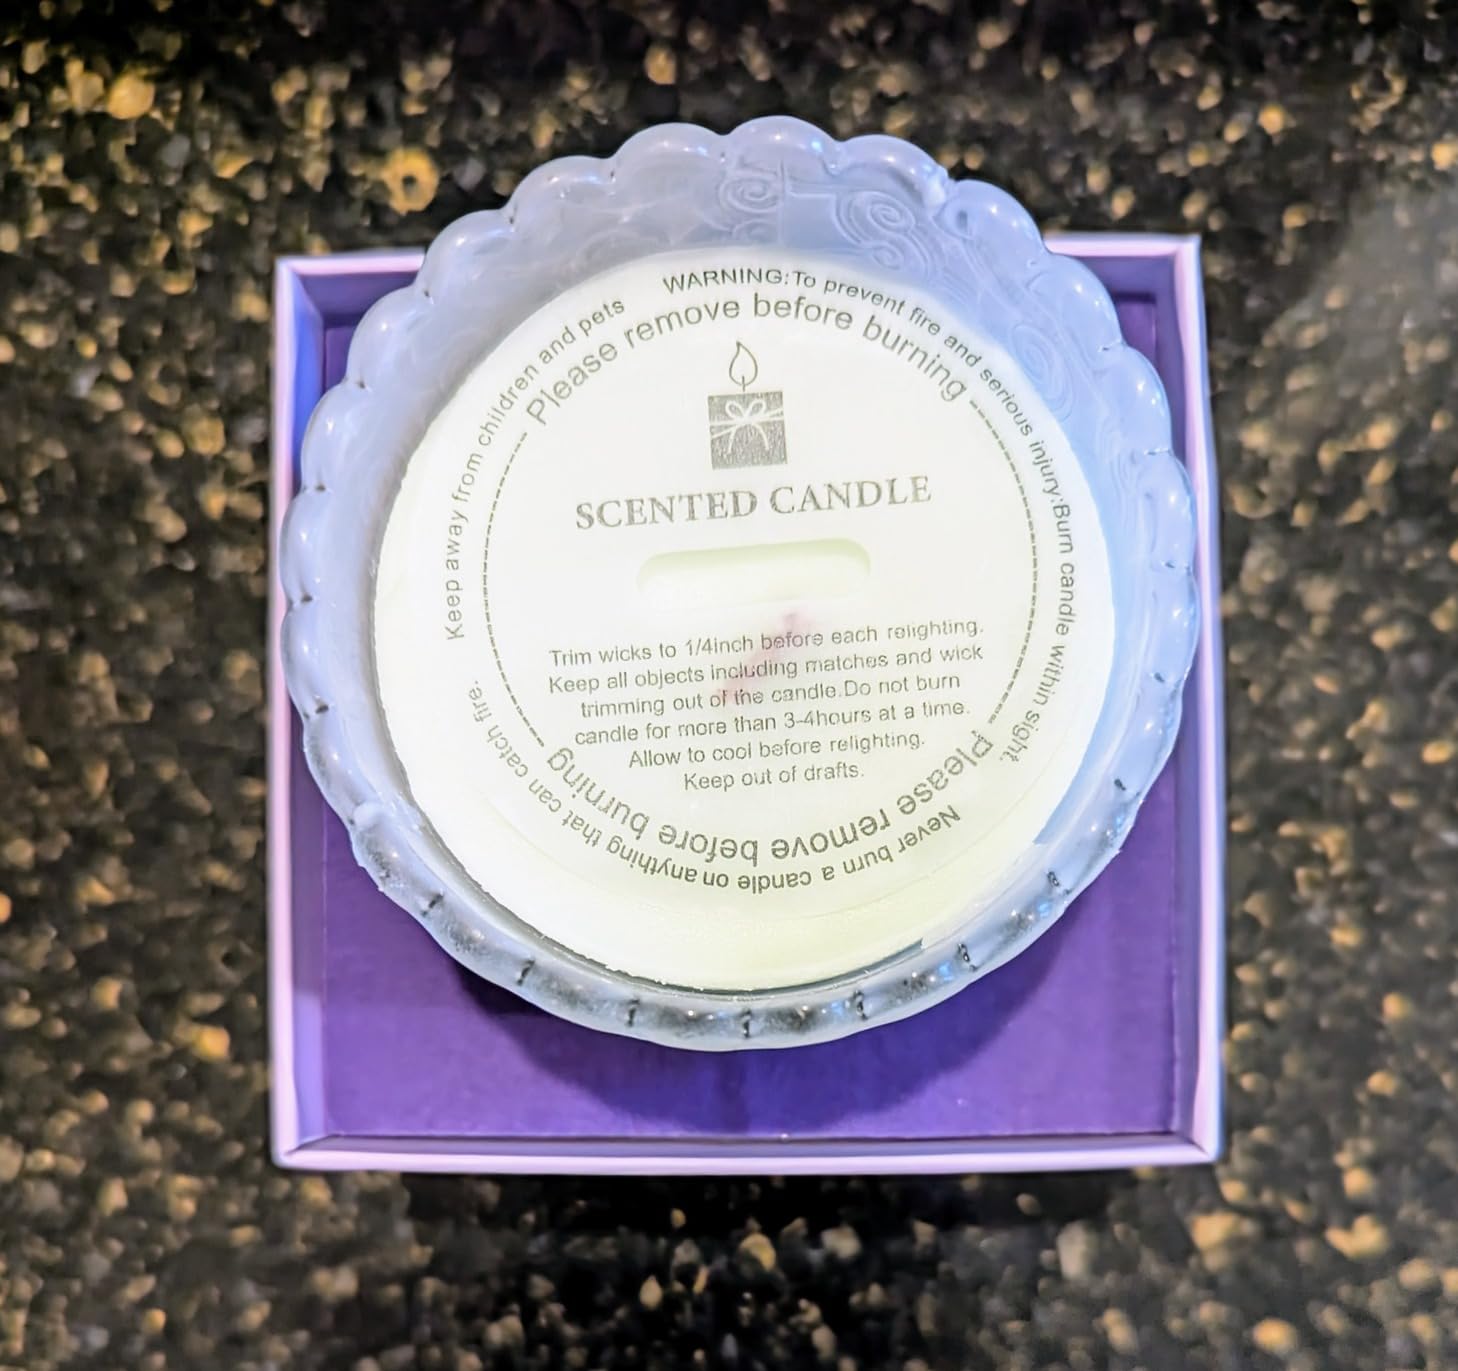 WARNING:To prevent fire and serious injury:Burn candle within sight.
Never burn a candle on anything that can catch fire.
Keep away from children and pets
Please remove before burning
SCENTED CANDLE
Trim wicks to 1/4inch before each relighting.
Keep all objects including matches and wick
trimming out of the candle.Do not burn
candle for more than 3-4hours at a time.
Allow to cool before relighting.
Keep out of drafts.
Please remove before burning